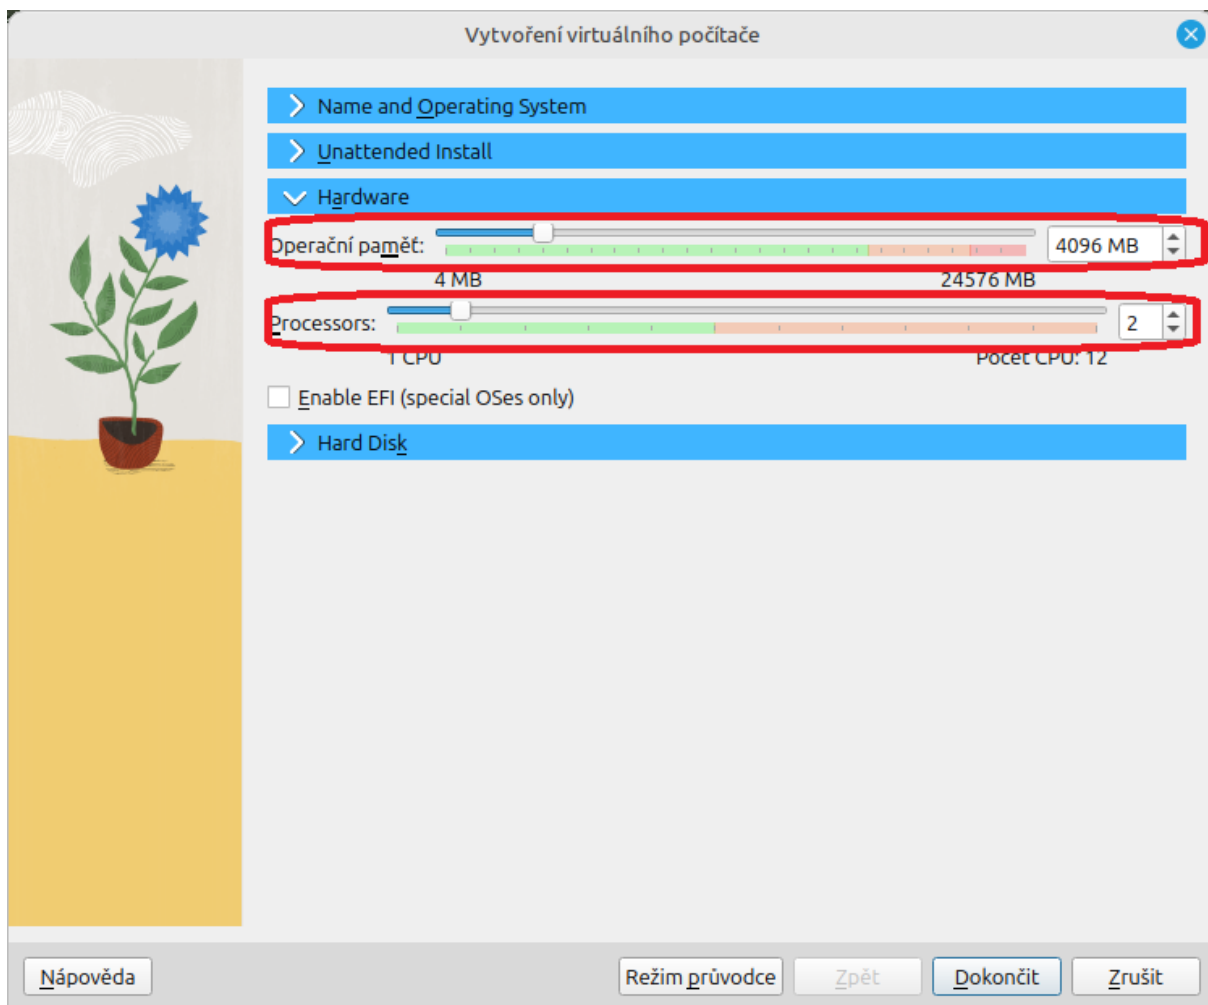 Vytvoření virtuálního počítače
Name and Operating System
Unattended Install
Hardware
Operační paměť: 4096 MB
4 MB 24576 MB
Processors: 2
1 CPU Počet CPU: 12
Enable EFI (special OSes only)
Hard Disk
Nápověda Režim průvodce Zpět Dokončit Zrušit